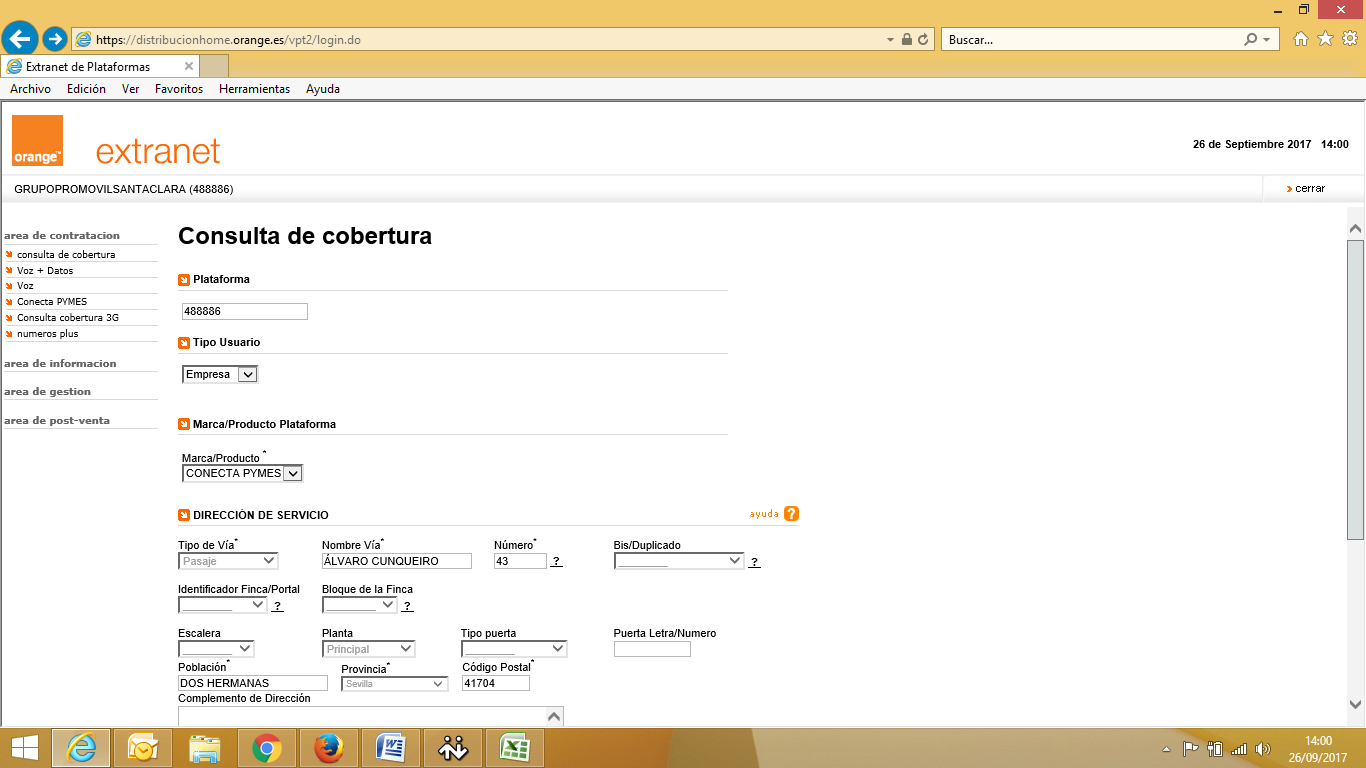 https://distribucionhome.orange.es/vpt2/login.do
Buscar...
Extranet de Plataformas
Archivo Edición Ver Favoritos Herramientas Ayuda
orange™
extranet
26 de Septiembre 2017 14:00
GRUPOPROMOVILSANTACLARA (488886)
cerrar
area de contratacion
consulta de cobertura
Voz + Datos
Voz
Conecta PYMES
Consulta cobertura 3G
numeros plus
area de informacion
area de gestion
area de post-venta
Consulta de cobertura
Plataforma
488886
Tipo Usuario
Empresa
Marca/Producto Plataforma
Marca/Producto *
CONECTA PYMES
DIRECCIÓN DE SERVICIO
ayuda ?
Tipo de Vía* Nombre Vía* Número* Bis/Duplicado
Pasaje ÁLVARO CUNQUEIRO 43 ? ________ ?
Identificador Finca/Portal Bloque de la Finca
________ ? ________ ?
Escalera Planta Tipo puerta Puerta Letra/Numero
________ Principal ________
Población* Provincia* Código Postal*
DOS HERMANAS Sevilla 41704
Complemento de Dirección
14:00
26/09/2017